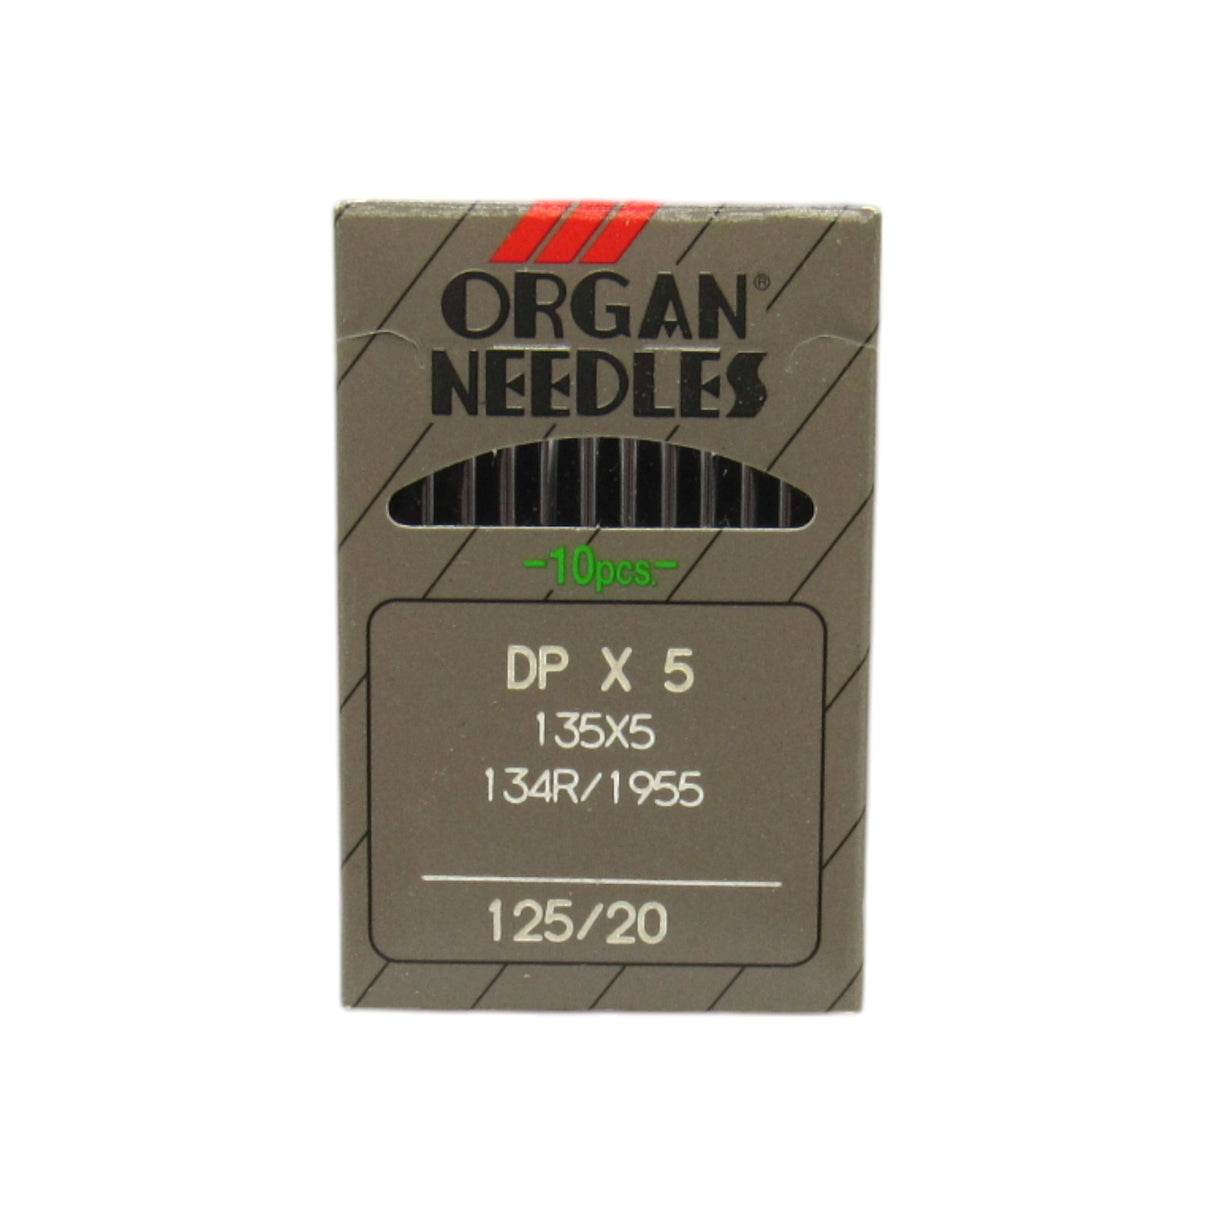 ORGAN®
NEEDLES
-10pcs.-
DP X 5
135X5
134R/1955
125/20